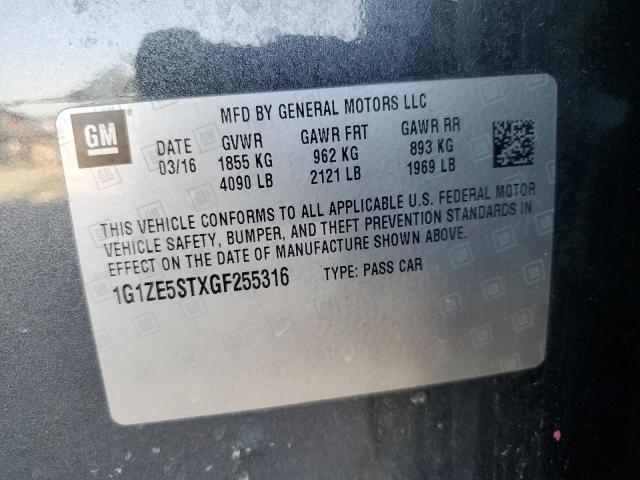 MFD BY GENERAL MOTORS LLC
GM
DATE GVWR GAWR FRT GAWR RR
03/16 1855 KG 962 KG 893 KG
4090 LB 2121 LB 1969 LB
THIS VEHICLE CONFORMS TO ALL APPLICABLE U.S. FEDERAL MOTOR
VEHICLE SAFETY, BUMPER, AND THEFT PREVENTION STANDARDS IN
EFFECT ON THE DATE OF MANUFACTURE SHOWN ABOVE.
1G1ZE5STXGF255316 TYPE: PASS CAR